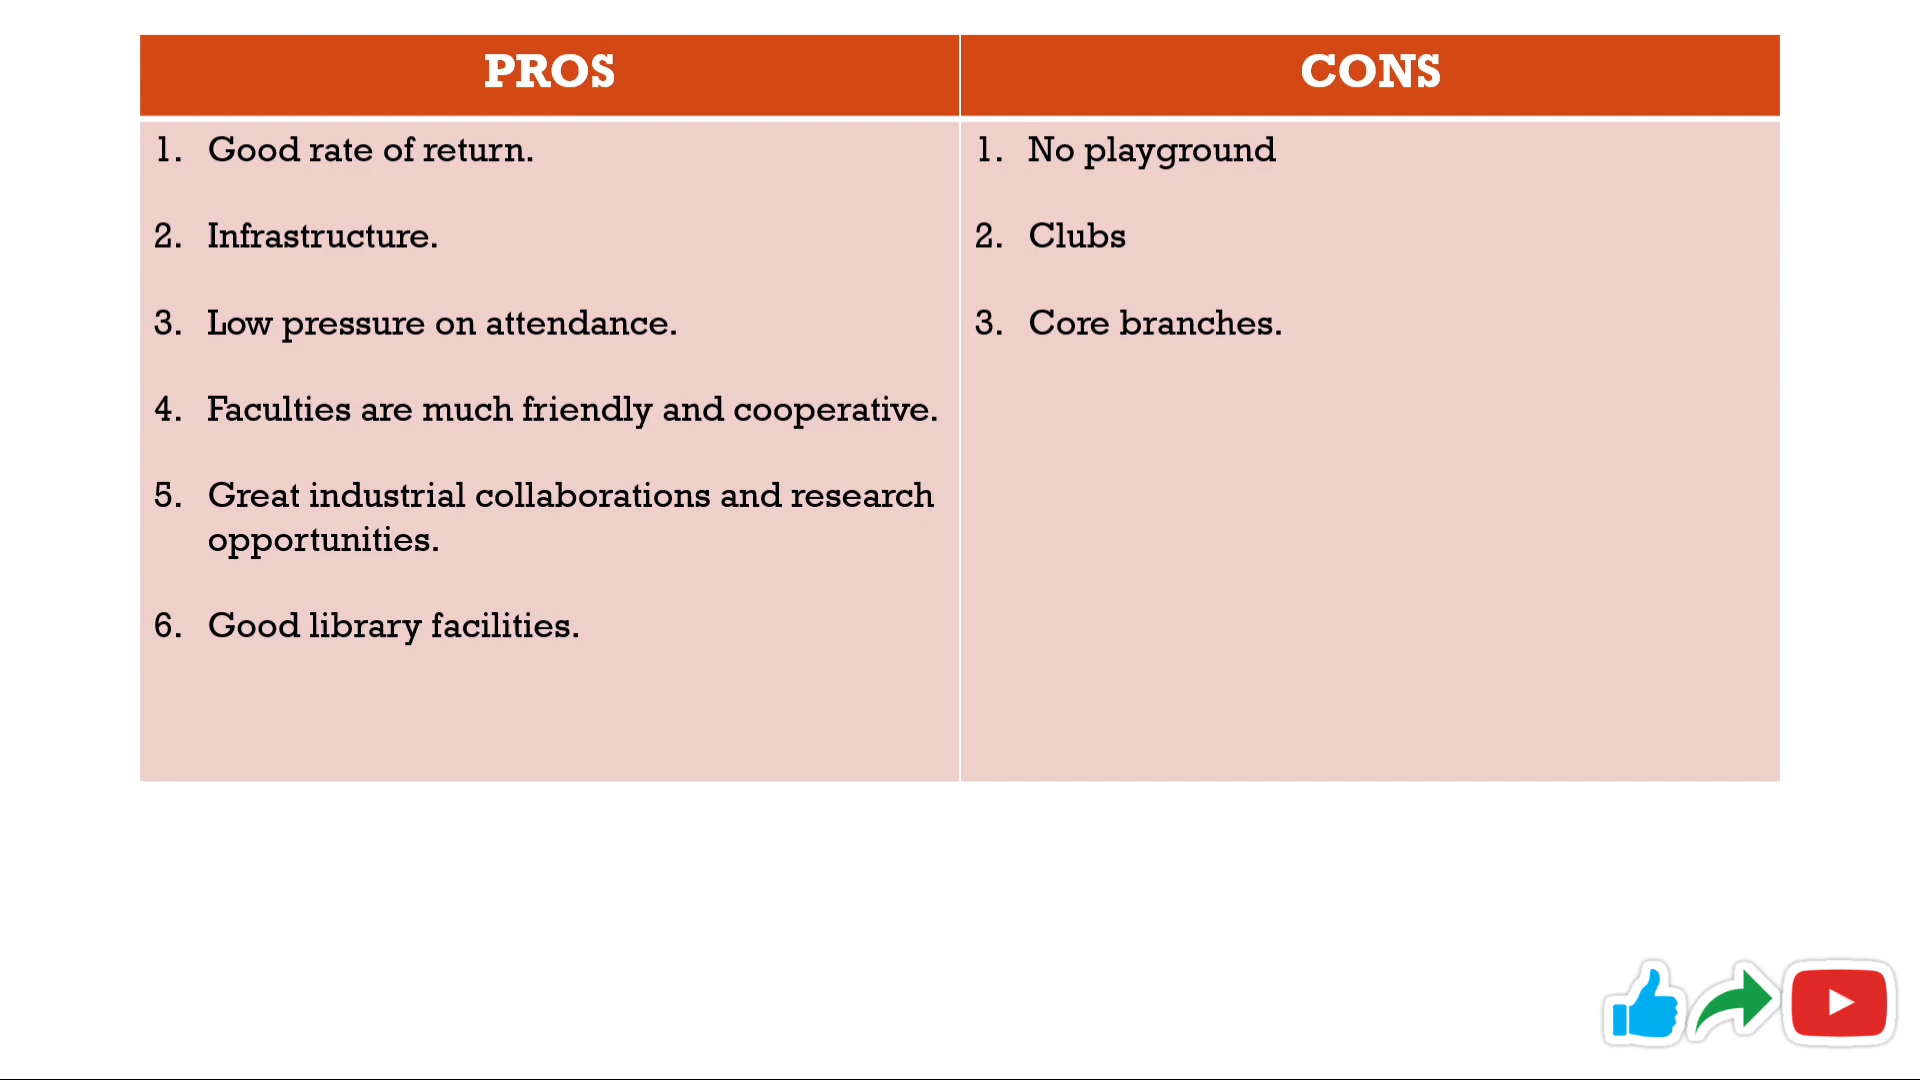 PROS
CONS
1. Good rate of return.
2. Infrastructure.
3. Low pressure on attendance.
4. Faculties are much friendly and cooperative.
5. Great industrial collaborations and research
opportunities.
6. Good library facilities.
1. No playground
2. Clubs
3. Core branches.